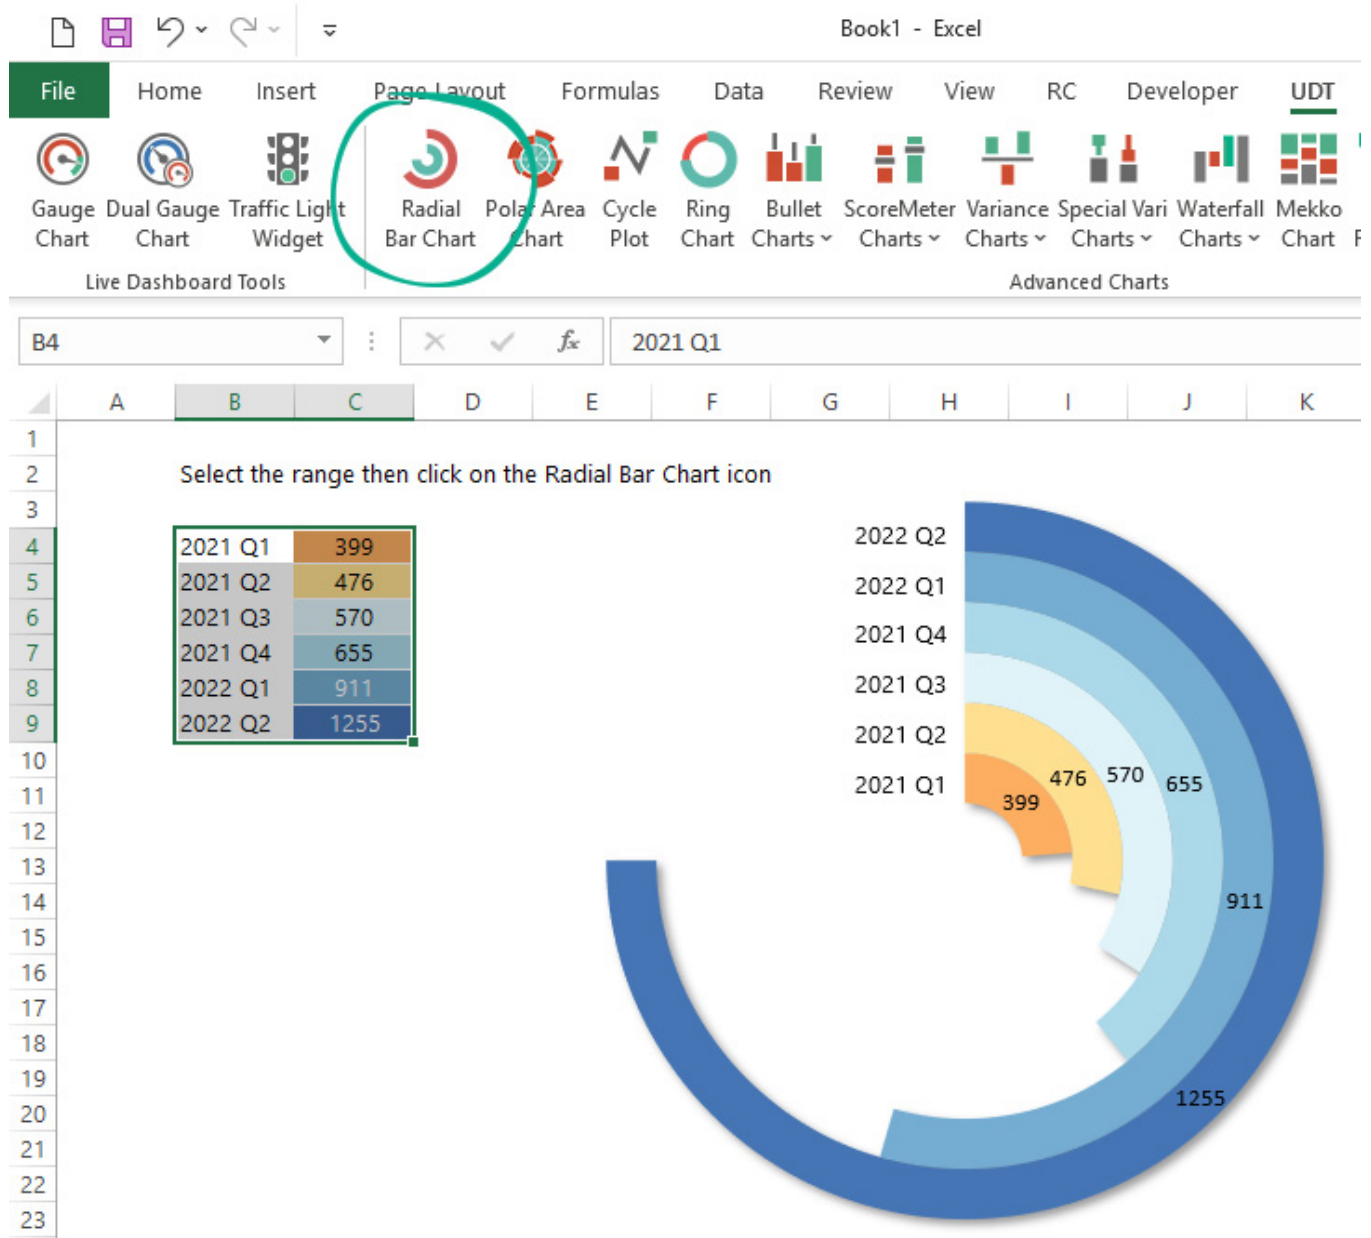 Book1 - Excel
File Home Insert Page Layout Formulas Data Review View RC Developer UDT
Gauge Chart
Dual Gauge Chart
Traffic Light Widget
Radial Bar Chart
Polar Area Chart
Cycle Plot
Ring Chart
Bullet Charts
ScoreMeter Charts
Variance Charts
Special Vari Charts
Waterfall Charts
Mekko Chart
Live Dashboard Tools
Advanced Charts
B4 fx 2021 Q1
A B C D E F G H I J K
1
2 Select the range then click on the Radial Bar Chart icon
3
4 2021 Q1 399
5 2021 Q2 476
6 2021 Q3 570
7 2021 Q4 655
8 2022 Q1 911
9 2022 Q2 1255
10
11
12
13
14
15
16
17
18
19
20
21
22
23
2022 Q2
2022 Q1
2021 Q4
2021 Q3
2021 Q2
2021 Q1
399 476 570 655
911
1255